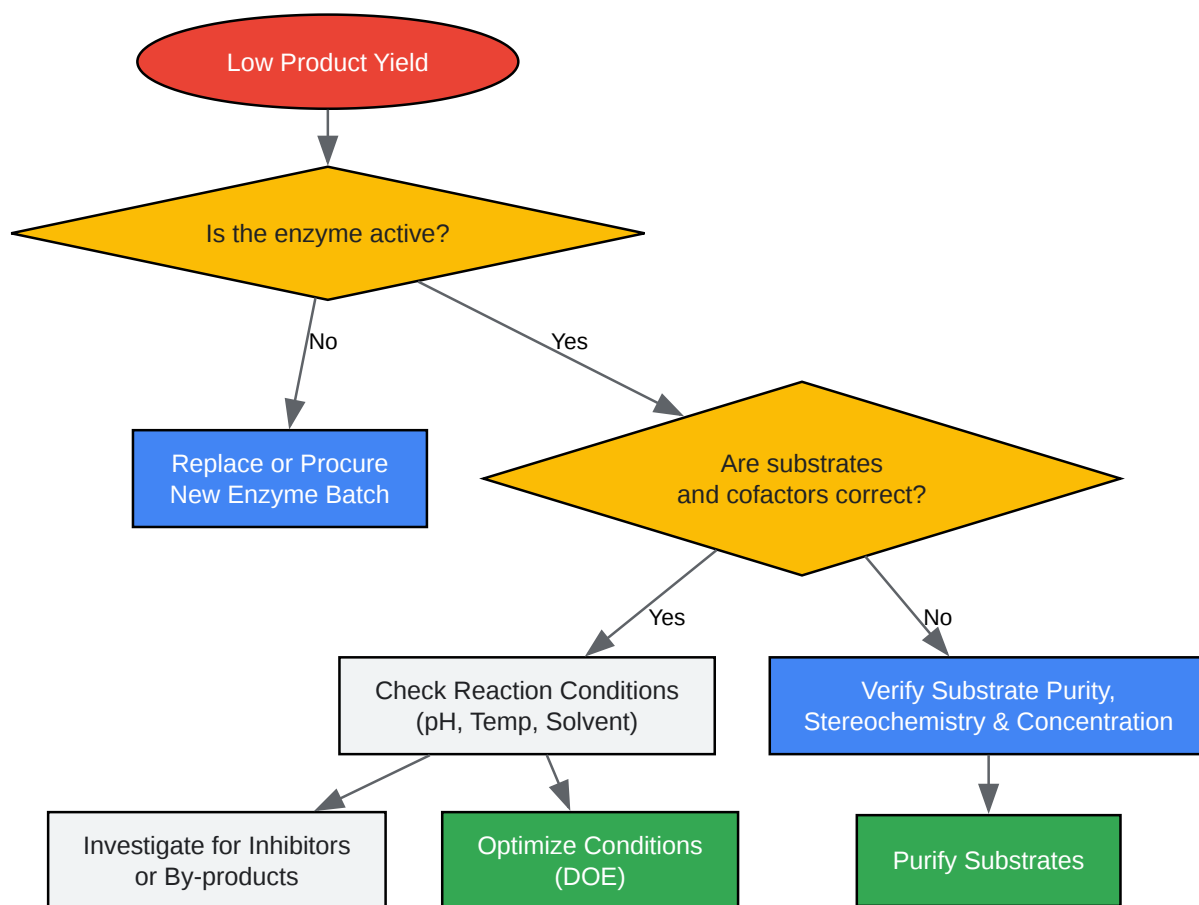 Low Product Yield
Is the enzyme active?
No
Yes
Replace or Procure
New Enzyme Batch
Are substrates
and cofactors correct?
Yes
No
Check Reaction Conditions
(pH, Temp, Solvent)
Verify Substrate Purity,
Stereochemistry & Concentration
Investigate for Inhibitors
or By-products
Optimize Conditions
(DOE)
Purify Substrates